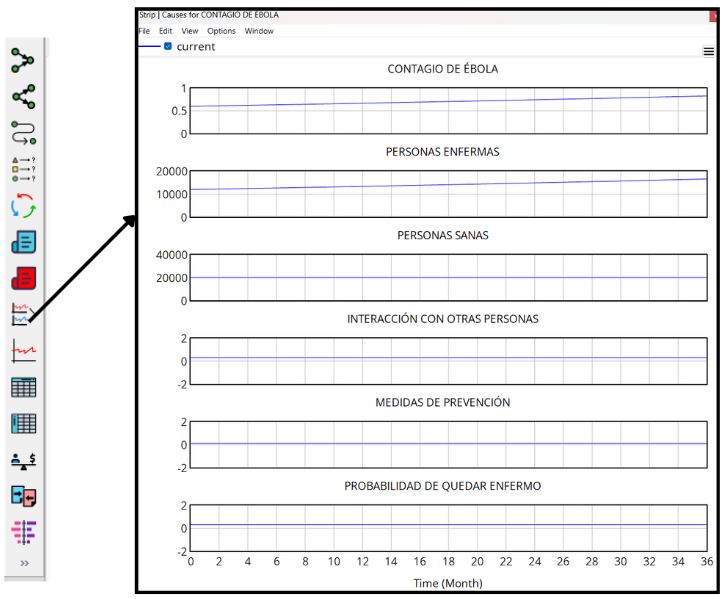 Strip | Causes for CONTAGIO DE ÉBOLA
File Edit View Options Window
current
CONTAGIO DE ÉBOLA
1
0.5
0
PERSONAS ENFERMAS
20000
10000
0
PERSONAS SANAS
40000
20000
0
INTERACCIÓN CON OTRAS PERSONAS
2
0
-2
MEDIDAS DE PREVENCIÓN
2
0
-2
PROBABILIDAD DE QUEDAR ENFERMO
2
0
-2
0 2 4 6 8 10 12 14 16 18 20 22 24 26 28 30 32 34 36
Time (Month)